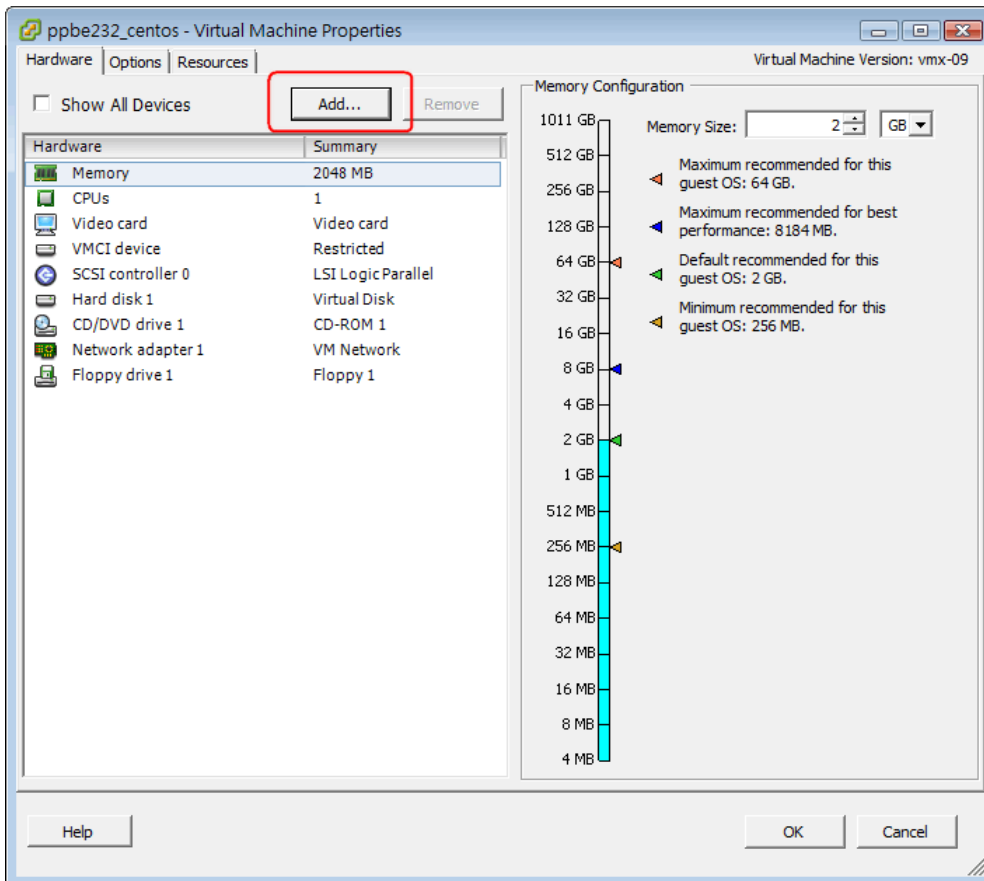 ppbe232_centos - Virtual Machine Properties
Hardware Options Resources
Virtual Machine Version: vmx-09
Show All Devices
Add...
Remove
Hardware Summary
Memory 2048 MB
CPUs 1
Video card Video card
VMCI device Restricted
SCSI controller 0 LSI Logic Parallel
Hard disk 1 Virtual Disk
CD/DVD drive 1 CD-ROM 1
Network adapter 1 VM Network
Floppy drive 1 Floppy 1
Memory Configuration
1011 GB
512 GB
256 GB
128 GB
64 GB
32 GB
16 GB
8 GB
4 GB
2 GB
1 GB
512 MB
256 MB
128 MB
64 MB
32 MB
16 MB
8 MB
4 MB
Memory Size: 2 GB
Maximum recommended for this
guest OS: 64 GB.
Maximum recommended for best
performance: 8184 MB.
Default recommended for this
guest OS: 2 GB.
Minimum recommended for this
guest OS: 256 MB.
Help
OK
Cancel